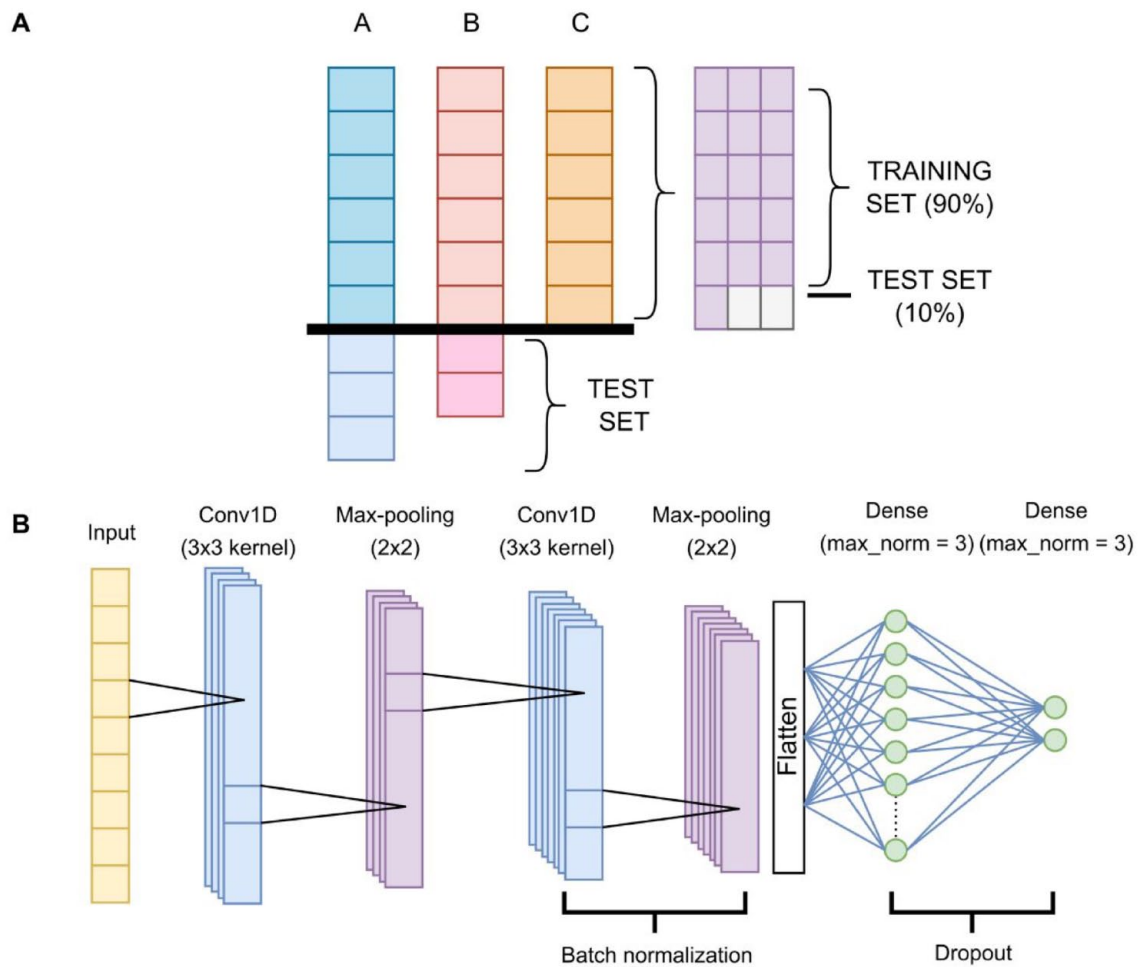 A
A B C
TRAINING
SET (90%)
TEST SET
(10%)
TEST
SET
B
Input
Conv1D
(3x3 kernel)
Max-pooling
(2x2)
Conv1D
(3x3 kernel)
Max-pooling
(2x2)
Dense
(max_norm = 3)
Dense
(max_norm = 3)
Flatten
Batch normalization
Dropout